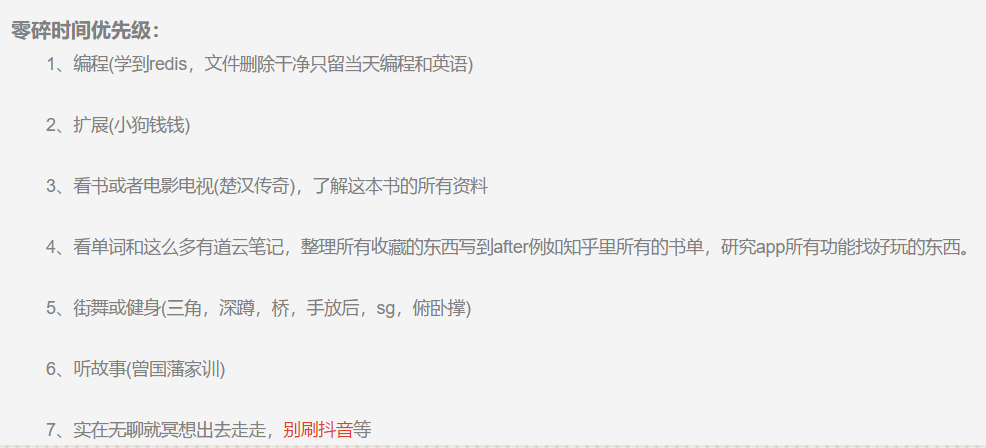 零碎时间优先级：
1、编程(学到redis，文件删除干净只留当天编程和英语)
2、扩展(小狗钱钱)
3、看书或者电影电视(楚汉传奇)，了解这本书的所有资料
4、看单词和这么多有道云笔记，整理所有收藏的东西写到after例如知乎里所有的书单，研究app所有功能找好玩的东西。
5、街舞或健身(三角，深蹲，桥，手放后，sg，俯卧撑)
6、听故事(曾国藩家训)
7、实在无聊就冥想出去走走，别刷抖音等